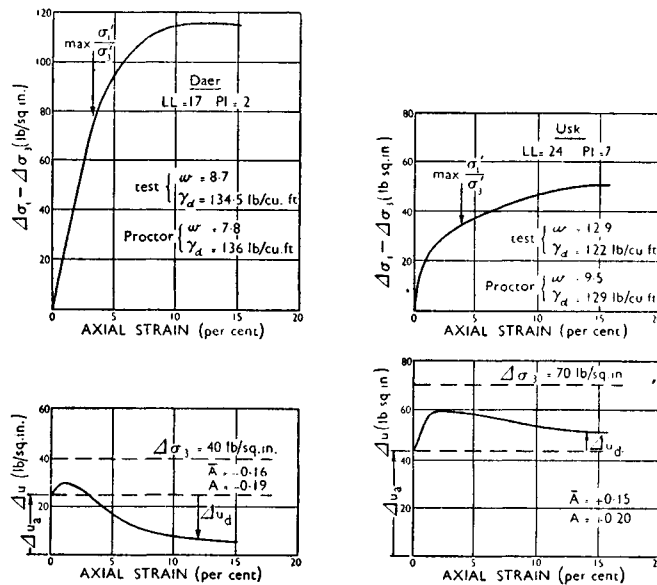 max σ₁'/σ₃'
Daer
LL = 17 PI = 2
test { w = 8.7
γd = 134.5 lb/cu. ft
Proctor { w = 7.8
γd = 136 lb/cu. ft
Δσ₁ − Δσ₃ (lb/sq in.)
120
100
80
60
40
20
0 5 10 15 20
AXIAL STRAIN (per cent)
Usk
LL = 24 PI = 7
max σ₁'/σ₃'
test { w = 12.9
γd = 122 lb/cu ft
Proctor { w = 9.5
γd = 129 lb/cu ft
Δσ₁ − Δσ₃ (lb sq. in)
80
60
40
20
0 5 10 15 20
AXIAL STRAIN (per cent)
Δu (lb/sq.in.)
60
40
20
Δσ₃ = 40 lb/sq.in.
Ā = −0.16
A = −0.19
Δua
Δud
0 5 10 15 20
AXIAL STRAIN (per cent)
Δu (lb sq in.)
80
60
40
20
Δσ₃ = 70 lb/sq in
Δud
Δua
Ā = +0.15
A = +0.20
0 5 10 15 20
AXIAL STRAIN (per cent)